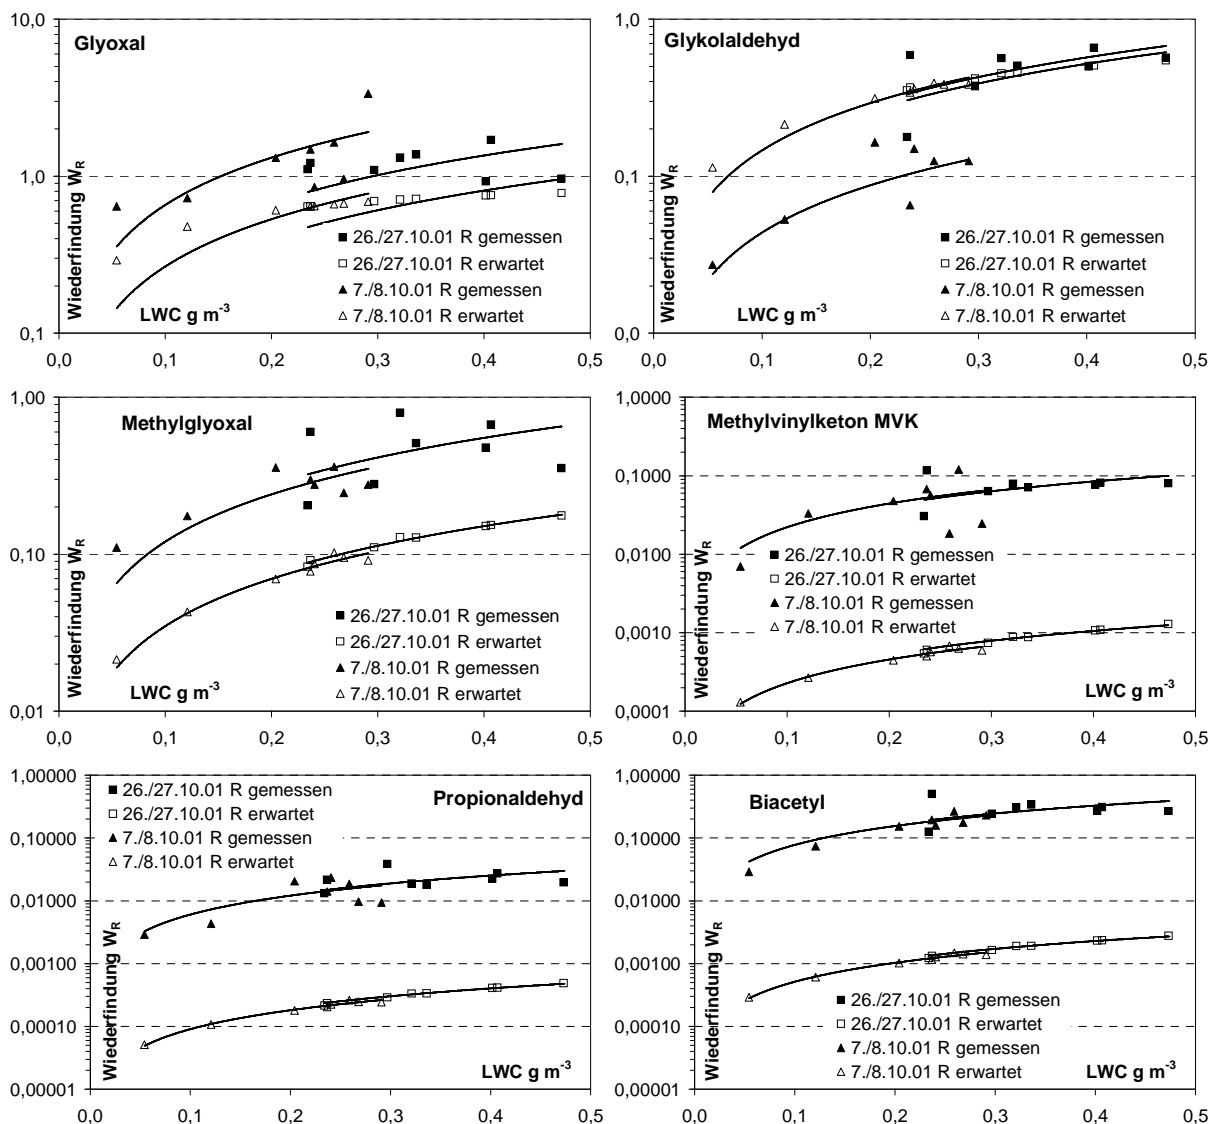 Glyoxal
10,0
1,0
0,1
Wiederfindung W_R
26./27.10.01 R gemessen
26./27.10.01 R erwartet
7./8.10.01 R gemessen
7./8.10.01 R erwartet
LWC g m⁻³
0,0 0,1 0,2 0,3 0,4 0,5
Glykolaldehyd
1,0
0,1
0,0
Wiederfindung W_R
26./27.10.01 R gemessen
26./27.10.01 R erwartet
7./8.10.01 R gemessen
7./8.10.01 R erwartet
LWC g m⁻³
0,0 0,1 0,2 0,3 0,4 0,5
Methylglyoxal
1,00
0,10
0,01
Wiederfindung W_R
26./27.10.01 R gemessen
26./27.10.01 R erwartet
7./8.10.01 R gemessen
7./8.10.01 R erwartet
LWC g m⁻³
0,0 0,1 0,2 0,3 0,4 0,5
Methylvinylketon MVK
1,0000
0,1000
0,0100
0,0010
0,0001
Wiederfindung W_R
26./27.10.01 R gemessen
26./27.10.01 R erwartet
7./8.10.01 R gemessen
7./8.10.01 R erwartet
LWC g m⁻³
0,0 0,1 0,2 0,3 0,4 0,5
Propionaldehyd
1,00000
0,10000
0,01000
0,00100
0,00010
0,00001
Wiederfindung W_R
26./27.10.01 R gemessen
26./27.10.01 R erwartet
7./8.10.01 R gemessen
7./8.10.01 R erwartet
LWC g m⁻³
0,0 0,1 0,2 0,3 0,4 0,5
Biacetyl
1,00000
0,10000
0,01000
0,00100
0,00010
0,00001
Wiederfindung W_R
26./27.10.01 R gemessen
26./27.10.01 R erwartet
7./8.10.01 R gemessen
7./8.10.01 R erwartet
LWC g m⁻³
0,0 0,1 0,2 0,3 0,4 0,5